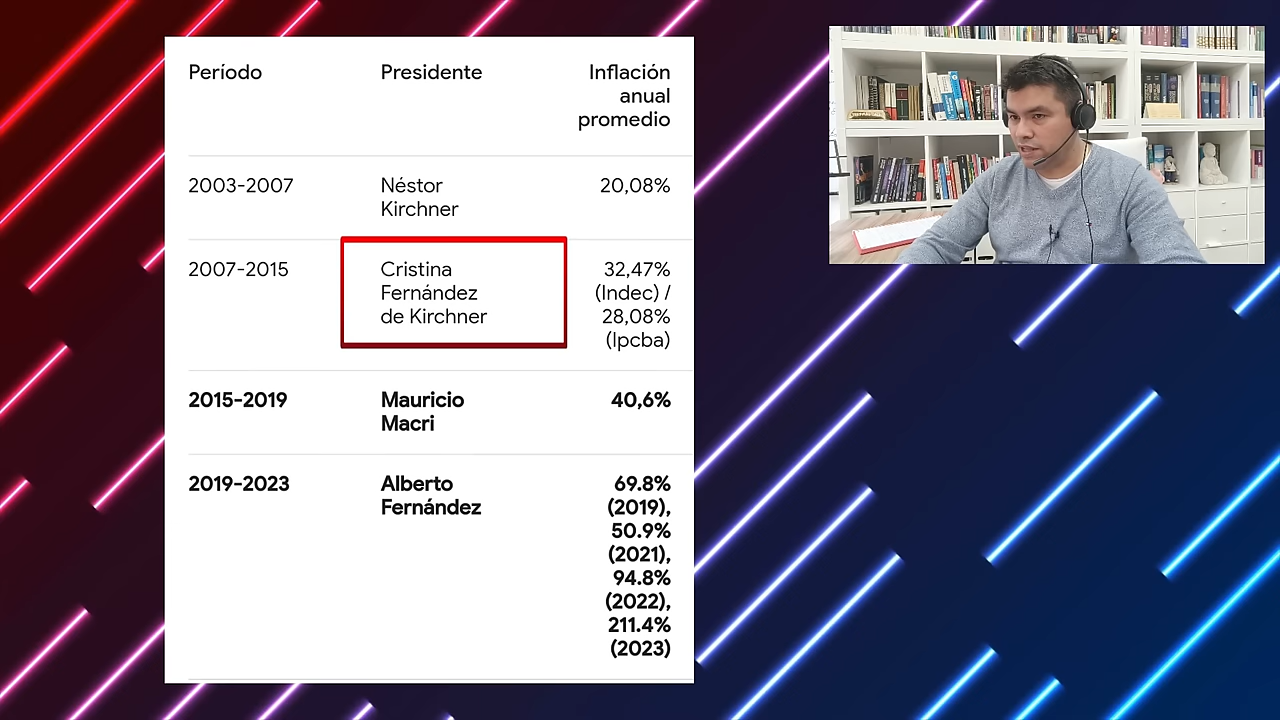 Período Presidente Inflación
anual
promedio
2003-2007 Néstor 20,08%
Kirchner
2007-2015 Cristina 32,47%
Fernández (Indec) /
de Kirchner 28,08%
(Ipcba)
2015-2019 Mauricio 40,6%
Macri
2019-2023 Alberto 69.8%
Fernández (2019),
50.9%
(2021),
94.8%
(2022),
211.4%
(2023)